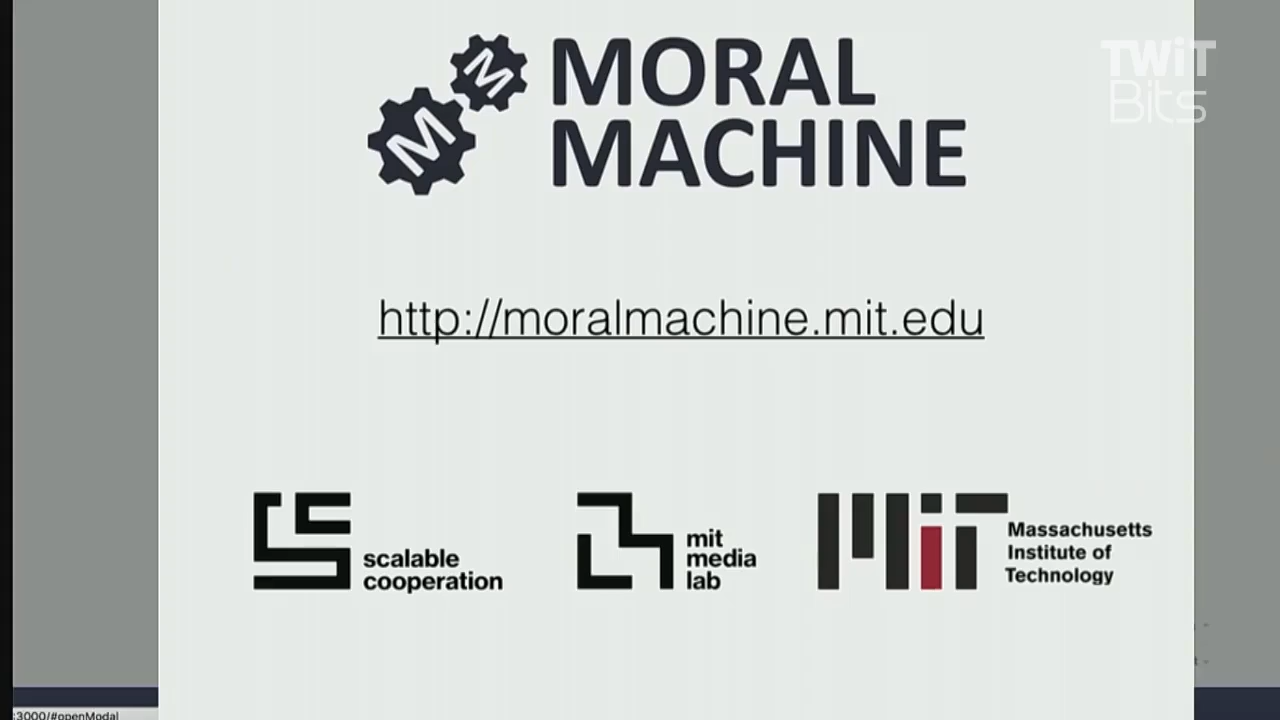 TWiT
Bits
M
M
MORAL
MACHINE
http://moralmachine.mit.edu
scalable
cooperation
mit
media
lab
MiT
Massachusetts
Institute of
Technology
:3000/#openModal